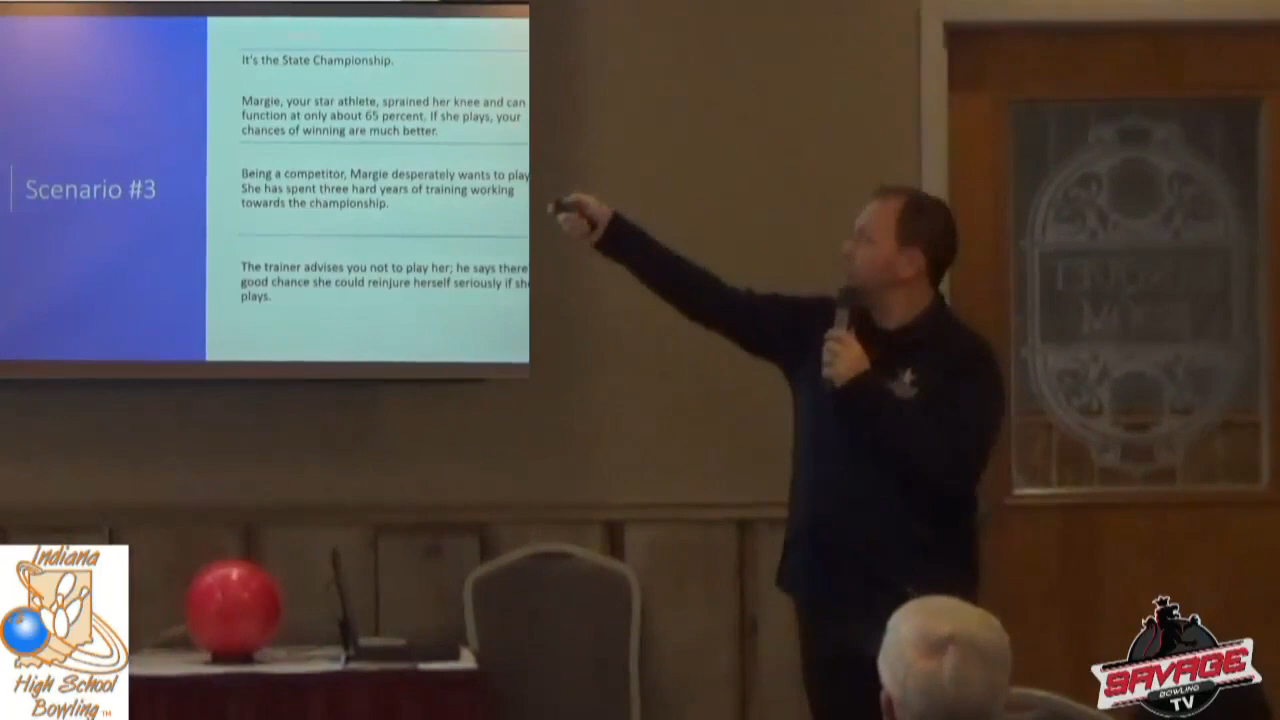 Scenario #3
It's the State Championship.
Margie, your star athlete, sprained her knee and can
function at only about 65 percent. If she plays, your
chances of winning are much better.
Being a competitor, Margie desperately wants to play
She has spent three hard years of training working
towards the championship.
The trainer advises you not to play her; he says there
good chance she could reinjure herself seriously if she
plays.
Indiana
High School
Bowling TM
SAVAGE
BOWLING
TV